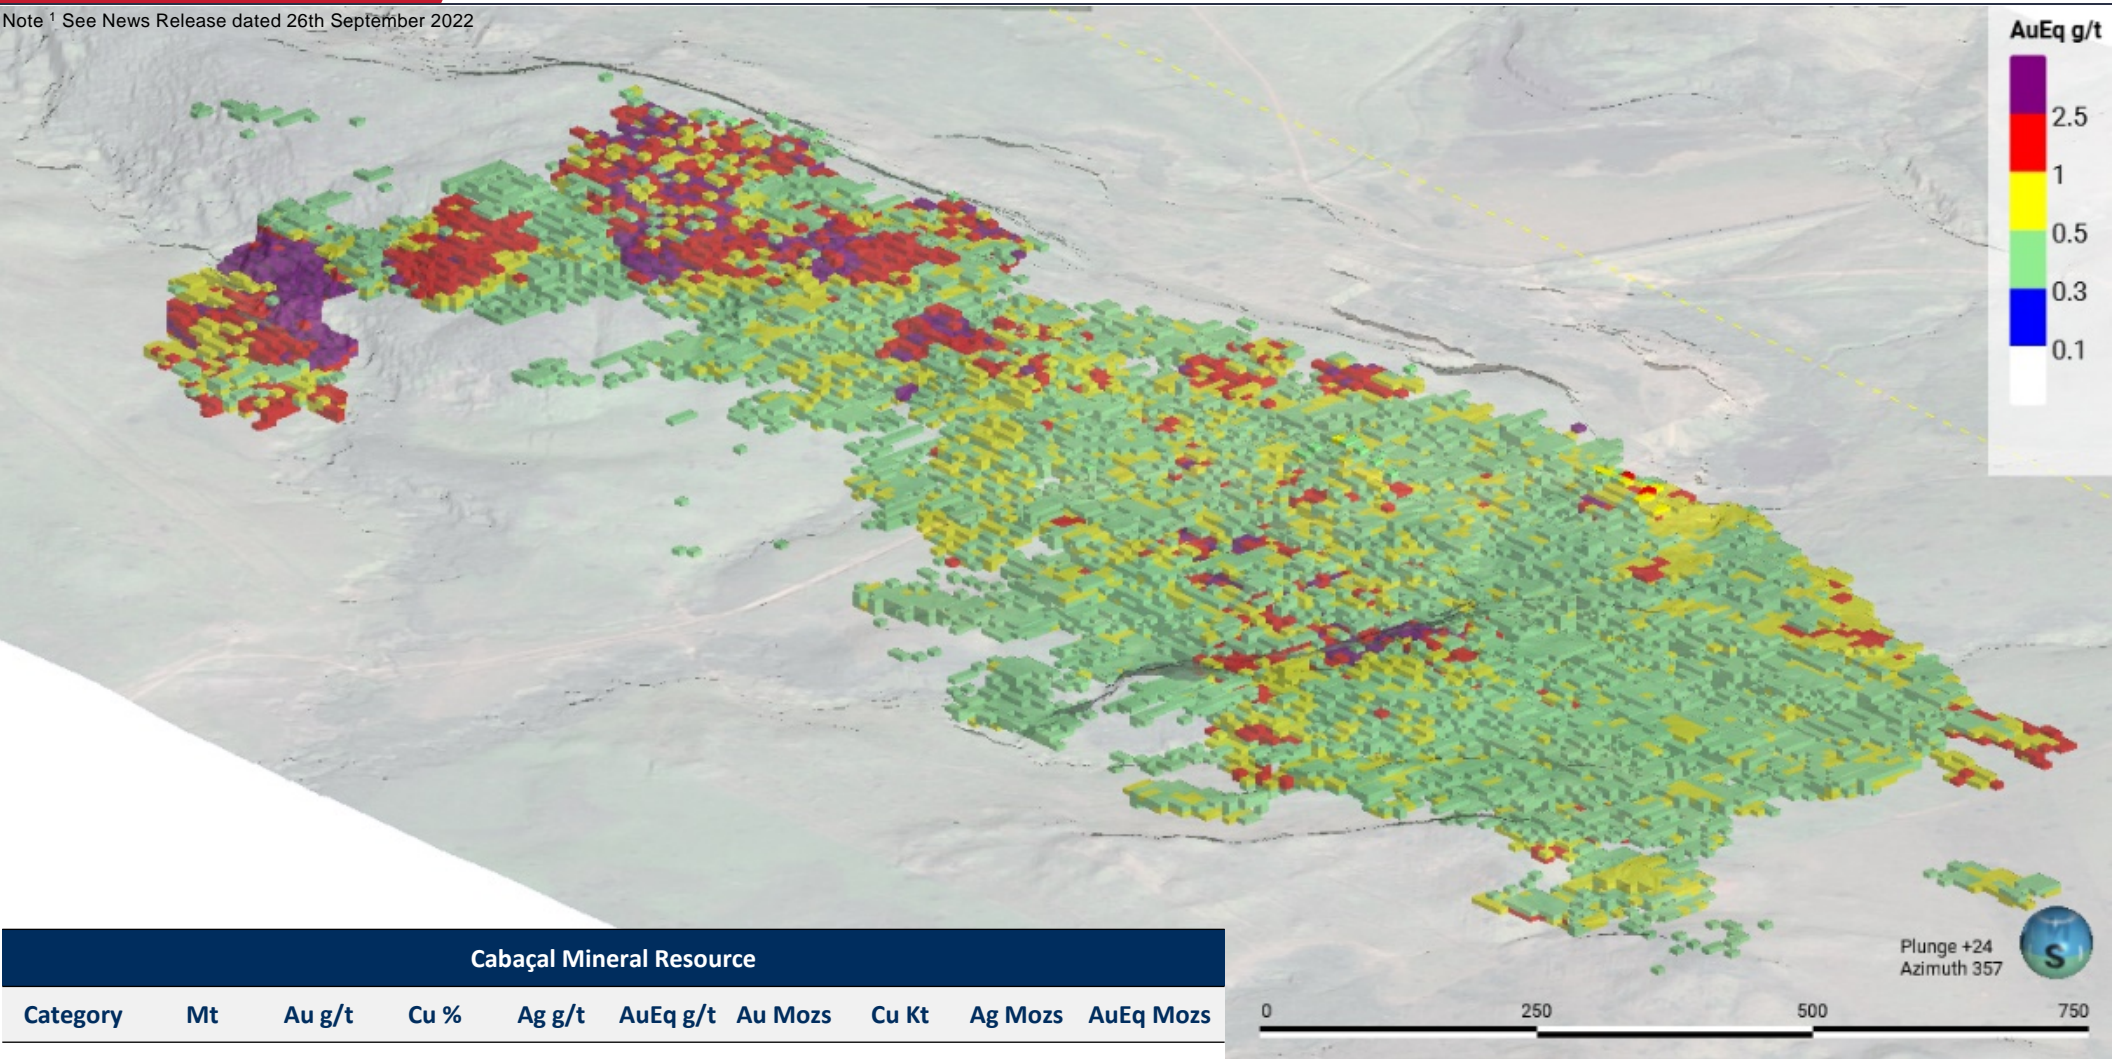 Note ¹ See News Release dated 26th September 2022
AuEq g/t
2.5
1
0.5
0.3
0.1
Plunge +24
Azimuth 357
S
0 250 500 750
Cabaçal Mineral Resource
Category Mt Au g/t Cu % Ag g/t AuEq g/t Au Mozs Cu Kt Ag Mozs AuEq Mozs